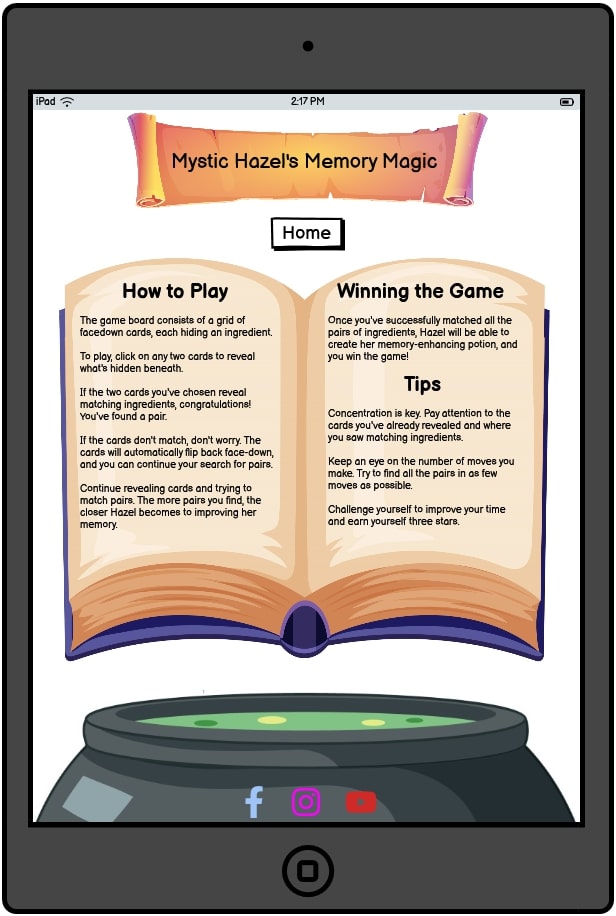 iPad
2:17 PM
Mystic Hazel's Memory Magic
Home
How to Play
The game board consists of a grid of
facedown cards, each hiding an ingredient.
To play, click on any two cards to reveal
what's hidden beneath.
If the two cards you've chosen reveal
matching ingredients, congratulations!
You've found a pair.
If the cards don't match, don't worry. The
cards will automatically flip back face-down,
and you can continue your search for pairs.
Continue revealing cards and trying to
match pairs. The more pairs you find, the
closer Hazel becomes to improving her
memory.
Winning the Game
Once you've successfully matched all the
pairs of ingredients, Hazel will be able to
create her memory-enhancing potion, and
you win the game!
Tips
Concentration is key. Pay attention to the
cards you've already revealed and where
you saw matching ingredients.
Keep an eye on the number of moves you
make. Try to find all the pairs in as few
moves as possible.
Challenge yourself to improve your time
and earn yourself three stars.